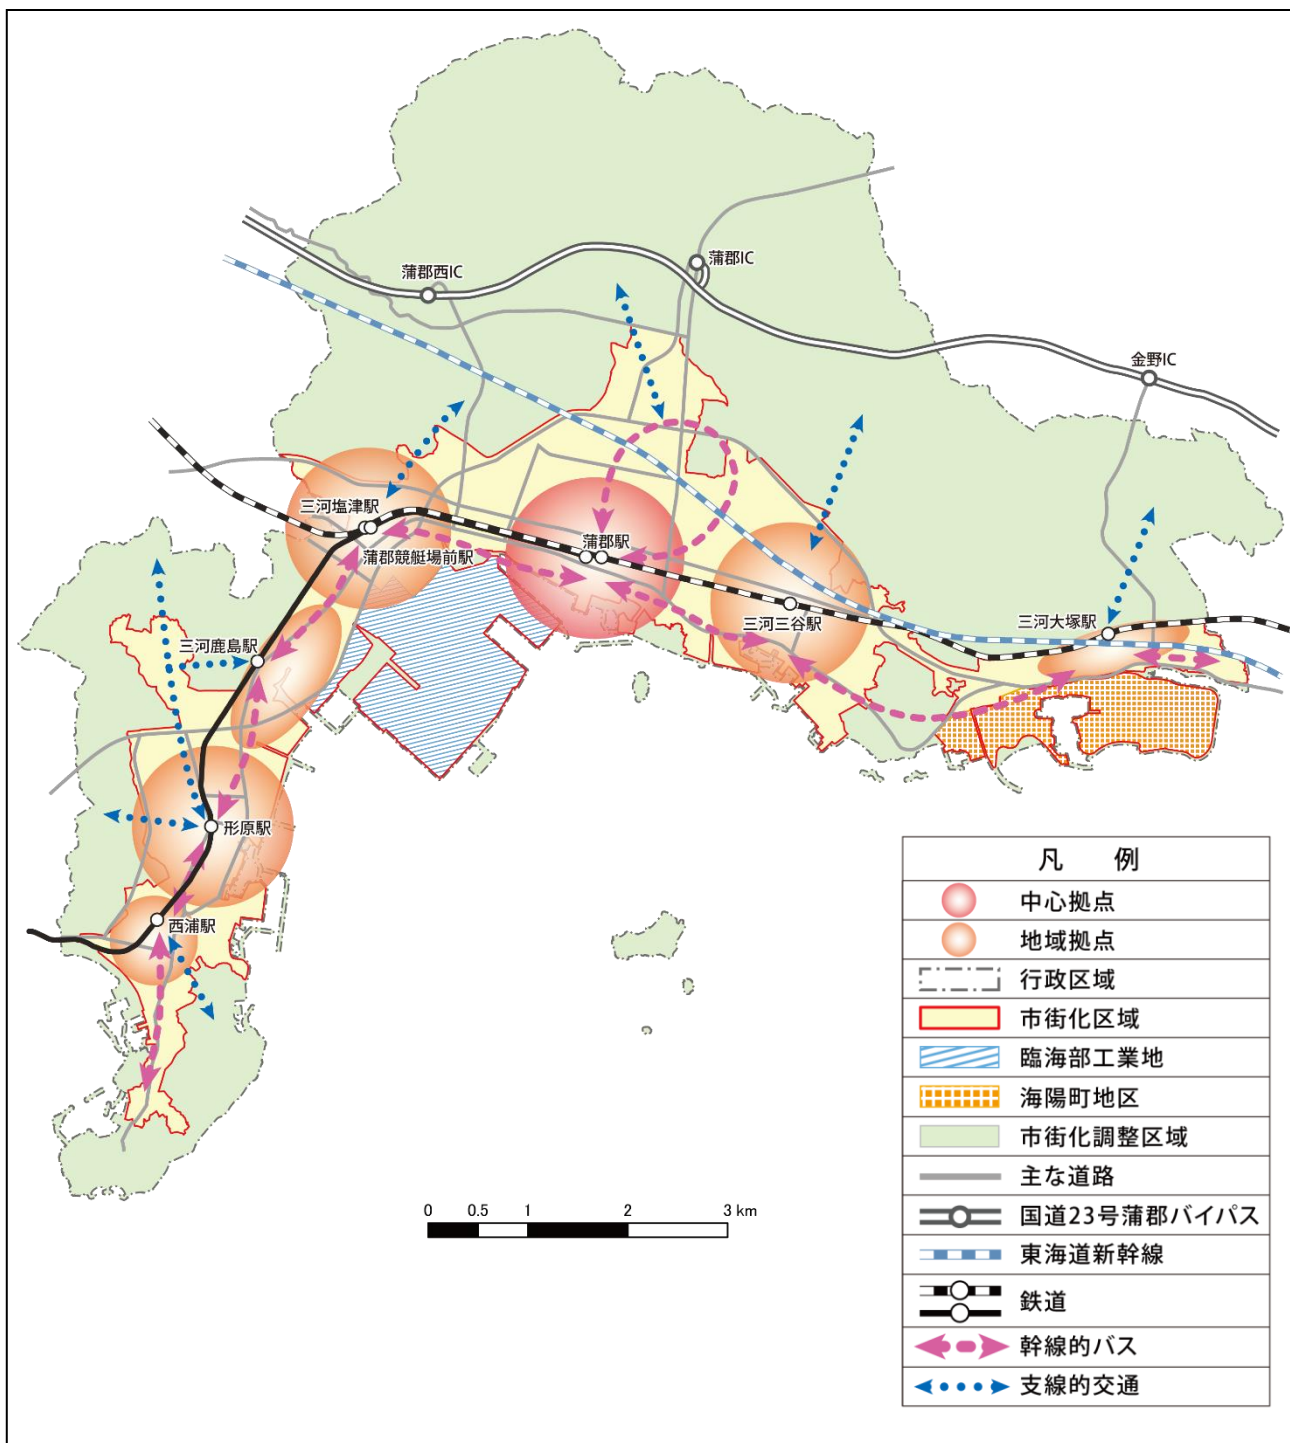 蒲郡西IC
蒲郡IC
金野IC
三河塩津駅
蒲郡競艇場前駅
蒲郡駅
三河三谷駅
三河大塚駅
三河鹿島駅
形原駅
西浦駅
凡　例
中心拠点
地域拠点
行政区域
市街化区域
臨海部工業地
海陽町地区
市街化調整区域
主な道路
国道23号蒲郡バイパス
東海道新幹線
鉄道
幹線的バス
支線的交通
0 0.5 1 2 3 km